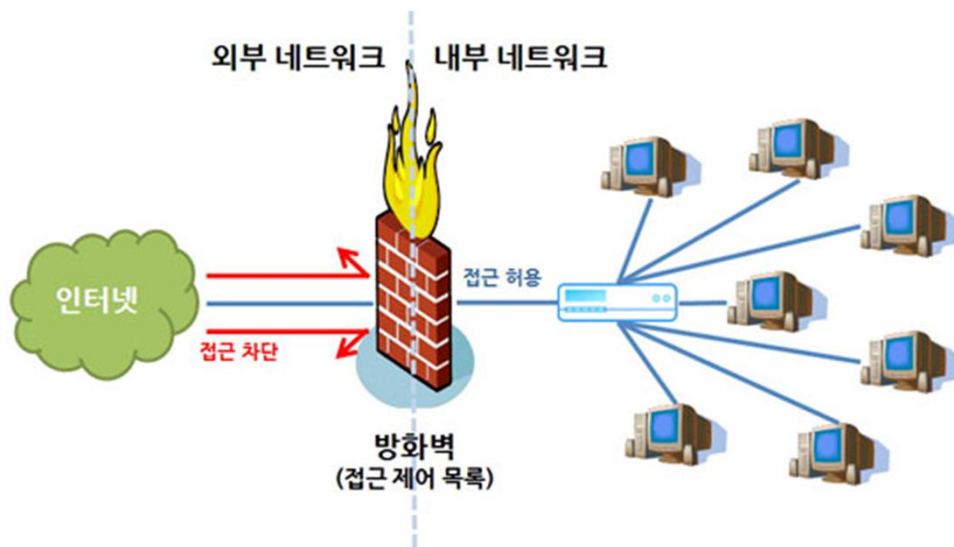 외부 네트워크
내부 네트워크
인터넷
접근 허용
접근 차단
방화벽
(접근 제어 목록)